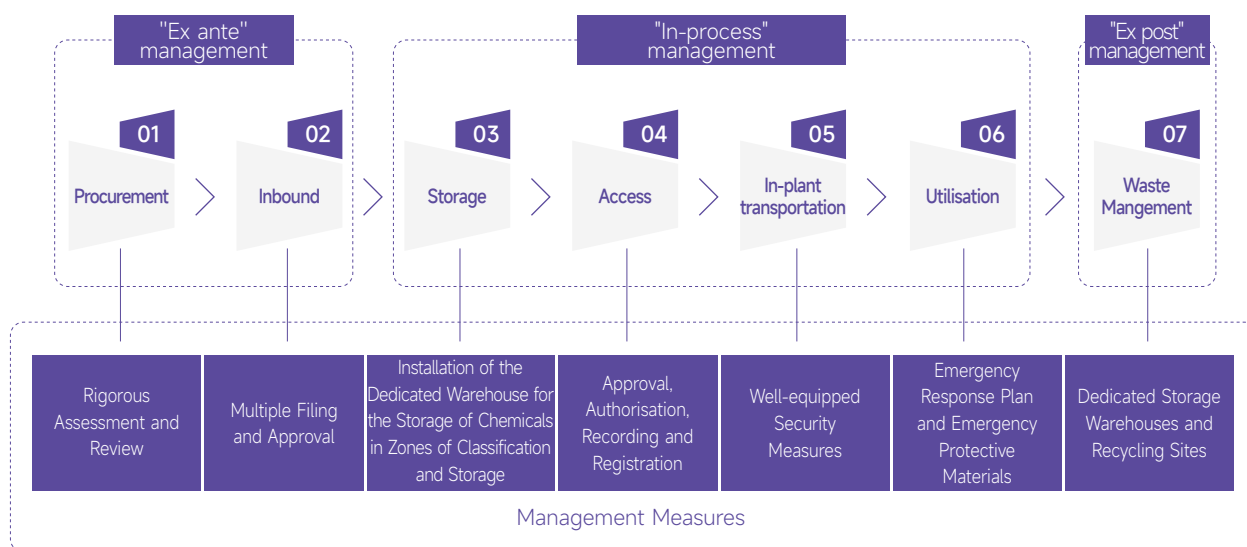 "Ex ante"
management
"In-process"
management
"Ex post"
management
01
02
03
04
05
06
07
Procurement
Inbound
Storage
Access
In-plant
transportation
Utilisation
Waste
Mangement
Rigorous
Assessment and
Review
Multiple Filing
and Approval
Installation of the
Dedicated Warehouse for
the Storage of Chemicals
in Zones of Classification
and Storage
Approval,
Authorisation,
Recording and
Registration
Well-equipped
Security
Measures
Emergency
Response Plan
and Emergency
Protective
Materials
Dedicated Storage
Warehouses and
Recycling Sites
Management Measures